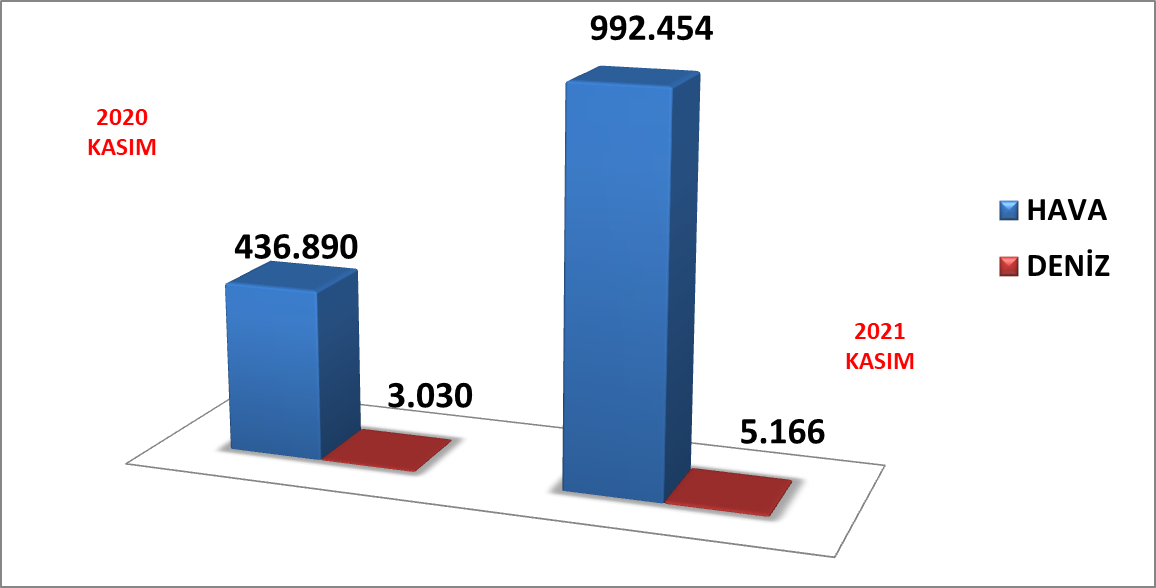 992.454
2020
KASIM
HAVA
436.890
DENİZ
2021
KASIM
3.030
5.166